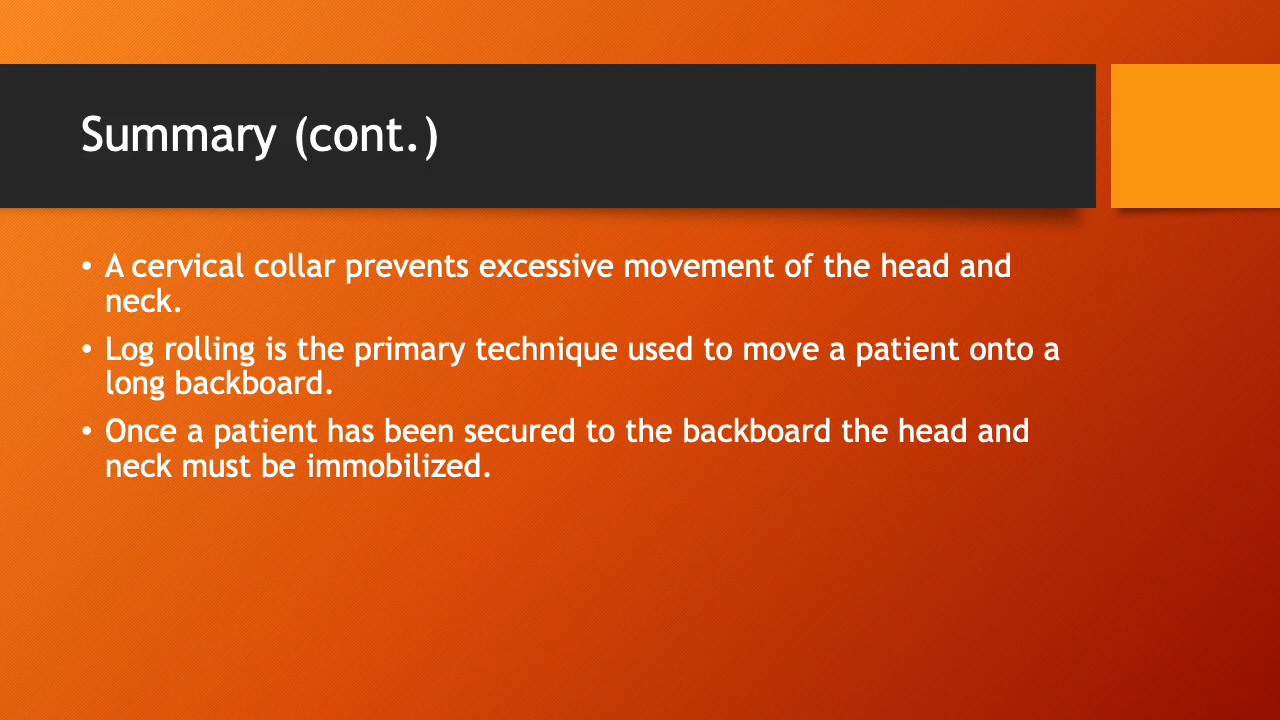 Summary (cont.)
• A cervical collar prevents excessive movement of the head and
neck.
• Log rolling is the primary technique used to move a patient onto a
long backboard.
• Once a patient has been secured to the backboard the head and
neck must be immobilized.